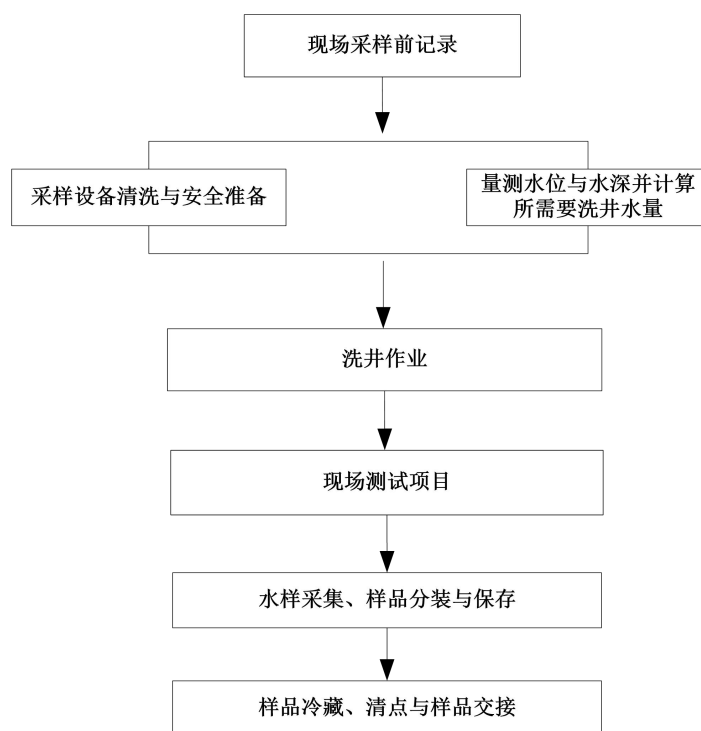 现场采样前记录
采样设备清洗与安全准备
量测水位与水深并计算
所需要洗井水量
洗井作业
现场测试项目
水样采集、样品分装与保存
样品冷藏、清点与样品交接